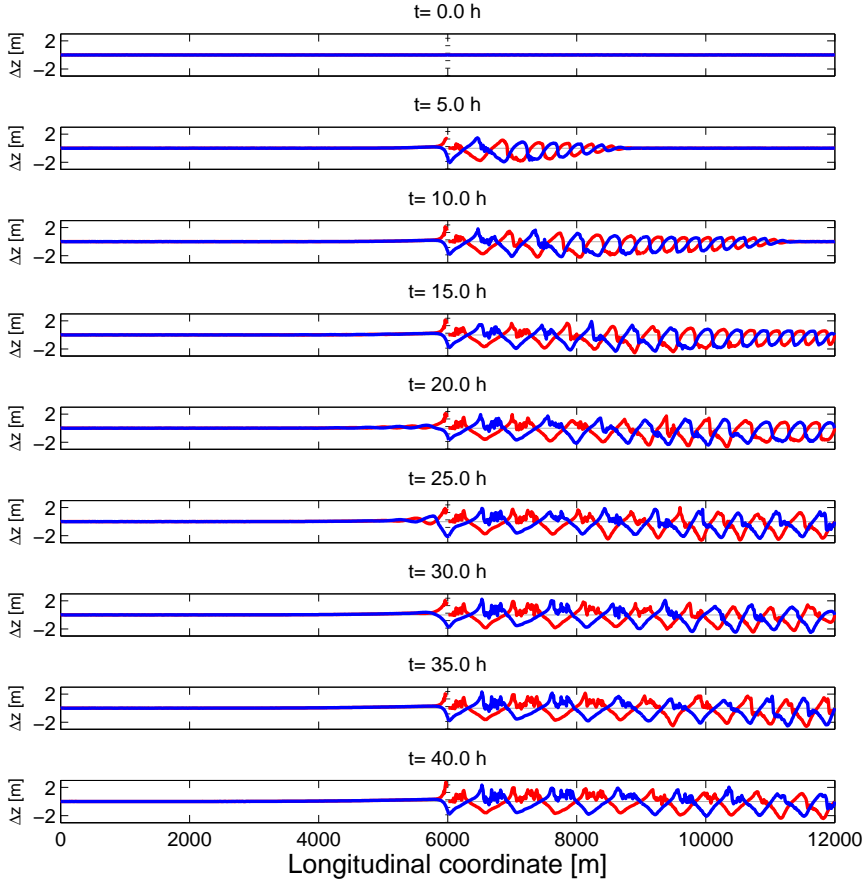 t= 0.0 h
Δz [m]
2
−2
t= 5.0 h
Δz [m]
2
−2
t= 10.0 h
Δz [m]
2
−2
t= 15.0 h
Δz [m]
2
−2
t= 20.0 h
Δz [m]
2
−2
t= 25.0 h
Δz [m]
2
−2
t= 30.0 h
Δz [m]
2
−2
t= 35.0 h
Δz [m]
2
−2
t= 40.0 h
Δz [m]
2
−2
0 2000 4000 6000 8000 10000 12000
Longitudinal coordinate [m]